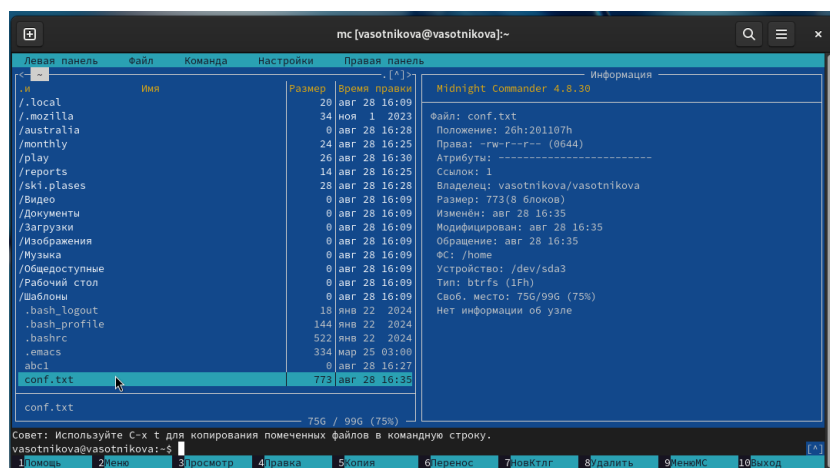 mc [vasotnikova@vasotnikova]:~
Левая панель Файл Команда Настройки Правая панель
<— ~ .[^]>
.и Имя Размер Время правки
/.local 20 авг 28 16:09
/.mozilla 34 ноя 1 2023
/australia 0 авг 28 16:28
/monthly 24 авг 28 16:25
/play 26 авг 28 16:30
/reports 14 авг 28 16:25
/ski.plases 28 авг 28 16:28
/Видео 0 авг 28 16:09
/Документы 0 авг 28 16:09
/Загрузки 0 авг 28 16:09
/Изображения 0 авг 28 16:09
/Музыка 0 авг 28 16:09
/Общедоступные 0 авг 28 16:09
/Рабочий стол 0 авг 28 16:09
/Шаблоны 0 авг 28 16:09
.bash_logout 18 янв 22 2024
.bash_profile 144 янв 22 2024
.bashrc 522 янв 22 2024
.emacs 334 мар 25 03:00
abc1 0 авг 28 16:27
conf.txt 773 авг 28 16:35
conf.txt
75G / 99G (75%)
Информация
Midnight Commander 4.8.30
Файл: conf.txt
Положение: 26h:201107h
Права: -rw-r--r-- (0644)
Атрибуты: -------------------------
Ссылок: 1
Владелец: vasotnikova/vasotnikova
Размер: 773(8 блоков)
Изменён: авг 28 16:35
Модифицирован: авг 28 16:35
Обращение: авг 28 16:35
ФС: /home
Устройство: /dev/sda3
Тип: btrfs (1Fh)
Своб. место: 75G/99G (75%)
Нет информации об узле
Совет: Используйте C-x t для копирования помеченных файлов в командную строку.
vasotnikova@vasotnikova:~$ [^]
1Помощь 2Меню 3Просмотр 4Правка 5Копия 6Перенос 7НовКтлг 8Удалить 9МенюМС 10Выход